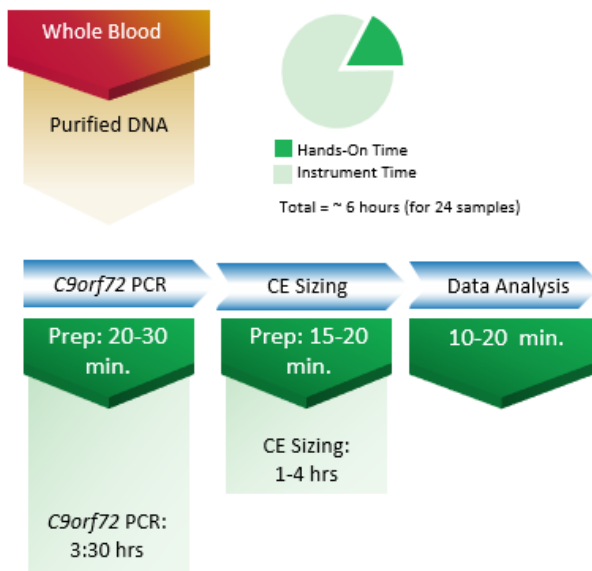 Whole Blood
Purified DNA
Hands-On Time
Instrument Time
Total = ~ 6 hours (for 24 samples)
C9orf72 PCR
CE Sizing
Data Analysis
Prep: 20-30
min.
Prep: 15-20
min.
10-20 min.
CE Sizing:
1-4 hrs
C9orf72 PCR:
3:30 hrs